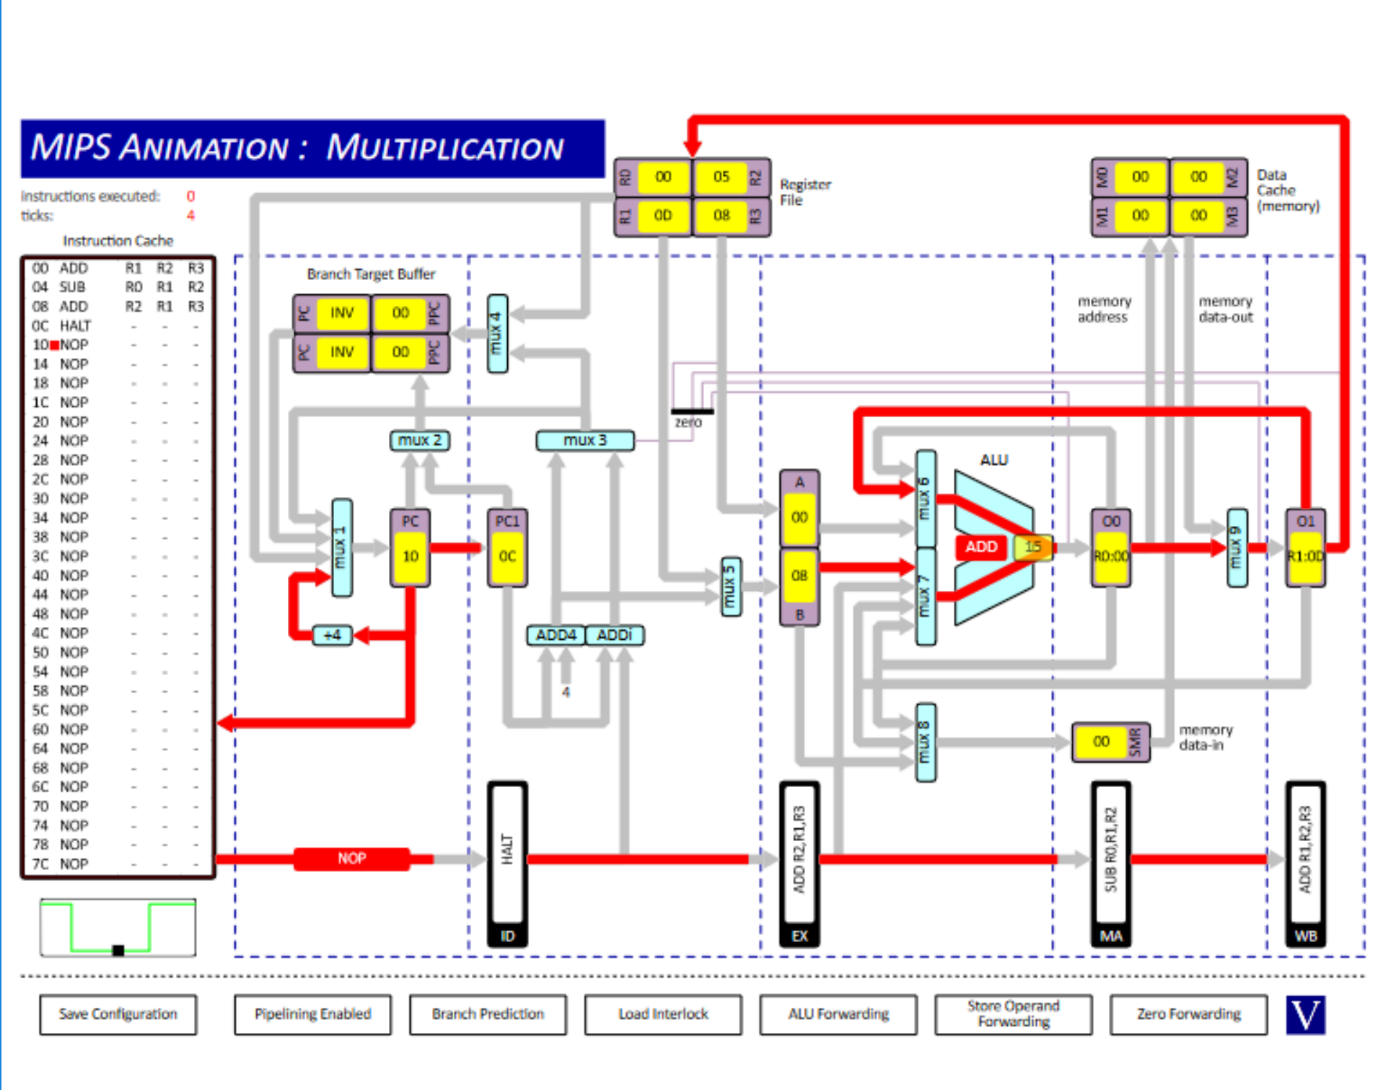 MIPS ANIMATION : MULTIPLICATION
instructions executed: 0
ticks: 4
Instruction Cache
00 ADD R1 R2 R3
04 SUB R0 R1 R2
08 ADD R2 R1 R3
0C HALT - - -
10 NOP - - -
14 NOP - - -
18 NOP - - -
1C NOP - - -
20 NOP - - -
24 NOP - - -
28 NOP - - -
2C NOP - - -
30 NOP - - -
34 NOP - - -
38 NOP - - -
3C NOP - - -
40 NOP - - -
44 NOP - - -
48 NOP - - -
4C NOP - - -
50 NOP - - -
54 NOP - - -
58 NOP - - -
5C NOP - - -
60 NOP - - -
64 NOP - - -
68 NOP - - -
6C NOP - - -
70 NOP - - -
74 NOP - - -
78 NOP - - -
7C NOP - - -
R0 00 05 R2
R1 0D 08 R3
Register
File
M0 00 00 M2
M1 00 00 M3
Data
Cache
(memory)
Branch Target Buffer
PC INV 00 PPC
PC INV 00 PPC
mux 4
memory
address
memory
data-out
zero
mux 2
mux 3
mux 1
PC
10
PC1
0C
+4
ADD4
ADDi
4
mux 5
A
00
08
B
mux 6
mux 7
mux 8
ALU
ADD
15
O0
R0:00
mux 9
O1
R1:0D
00 SMR
memory
data-in
NOP
HALT
ID
ADD R2,R1,R3
EX
SUB R0,R1,R2
MA
ADD R1,R2,R3
WB
Save Configuration
Pipelining Enabled
Branch Prediction
Load Interlock
ALU Forwarding
Store Operand
Forwarding
Zero Forwarding
V